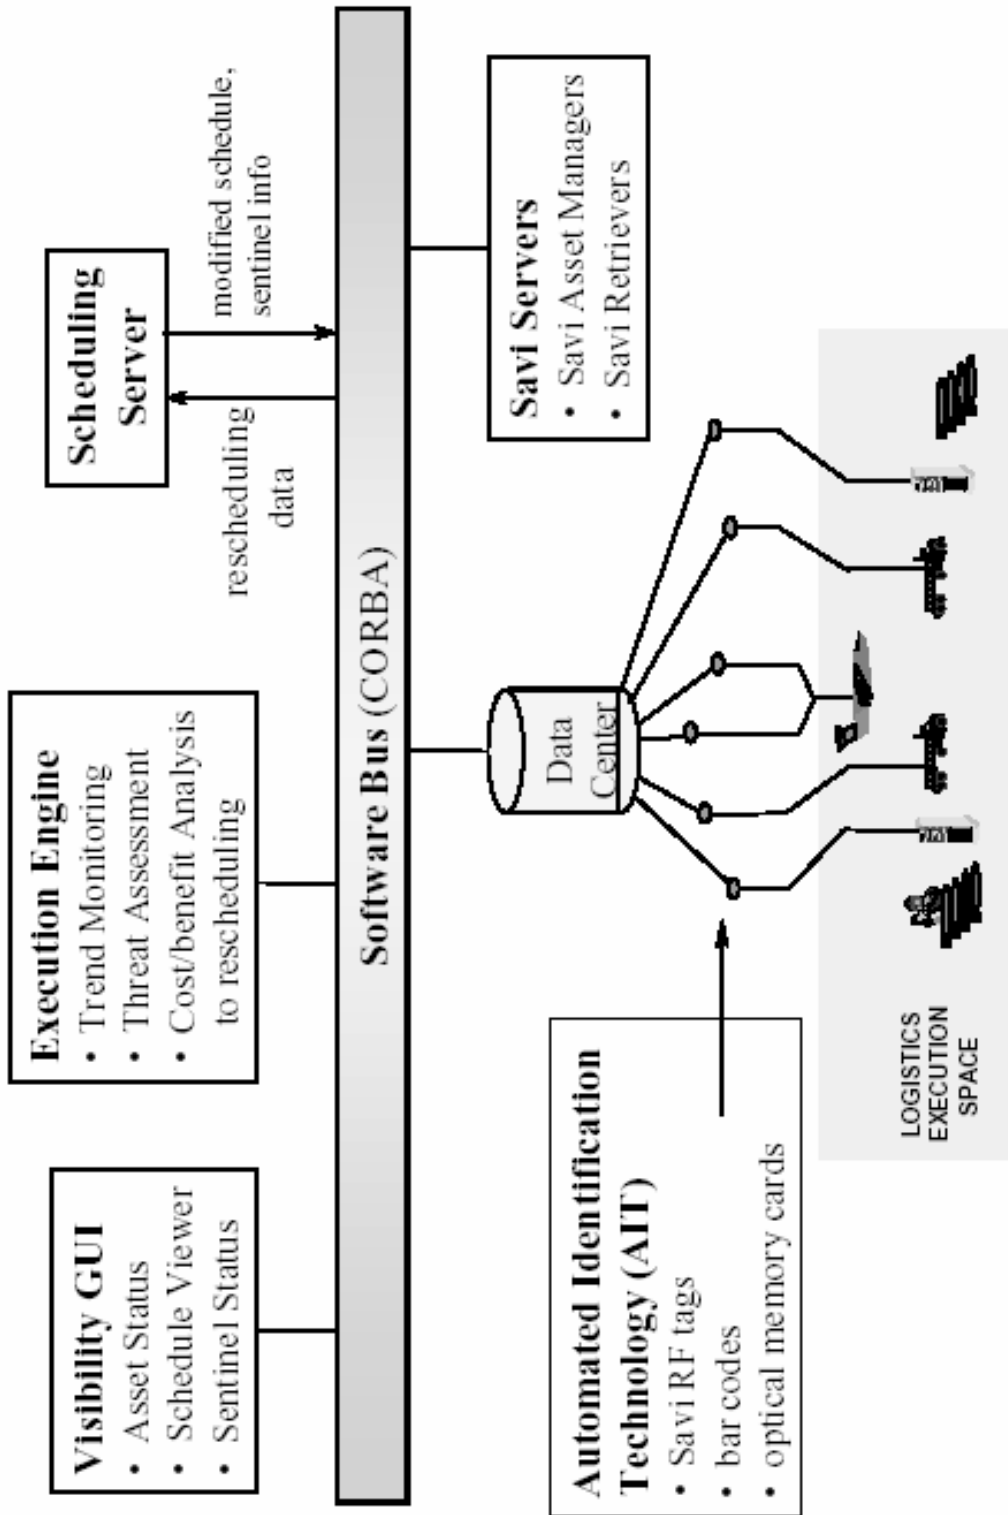 Visibility GUI
• Asset Status
• Schedule Viewer
• Sentinel Status
Execution Engine
• Trend Monitoring
• Threat Assessment
• Cost/benefit Analysis
to rescheduling
Scheduling
Server
rescheduling
data
modified schedule,
sentinel info
Software Bus (CORBA)
Automated Identification
Technology (AIT)
• Savi RF tags
• bar codes
• optical memory cards
Data
Center
Savi Servers
• Savi Asset Managers
• Savi Retrievers
LOGISTICS
EXECUTION
SPACE